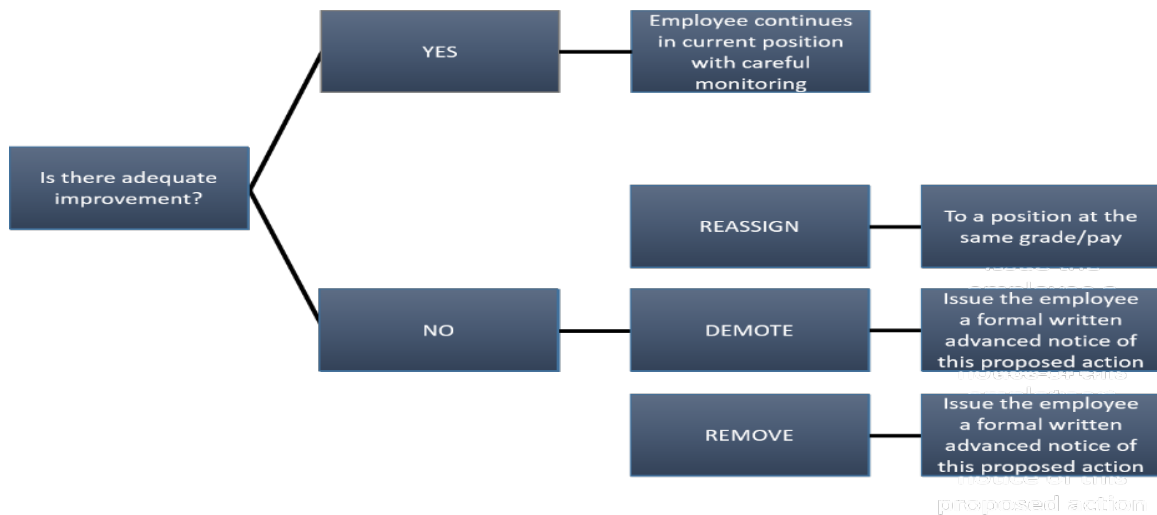 YES
Employee continues
in current position
with careful
monitoring
Is there adequate
improvement?
REASSIGN
To a position at the
same grade/pay
NO
DEMOTE
Issue the employee
a formal written
advanced notice of
this proposed action
REMOVE
Issue the employee
a formal written
advanced notice of
this proposed action
proposed action